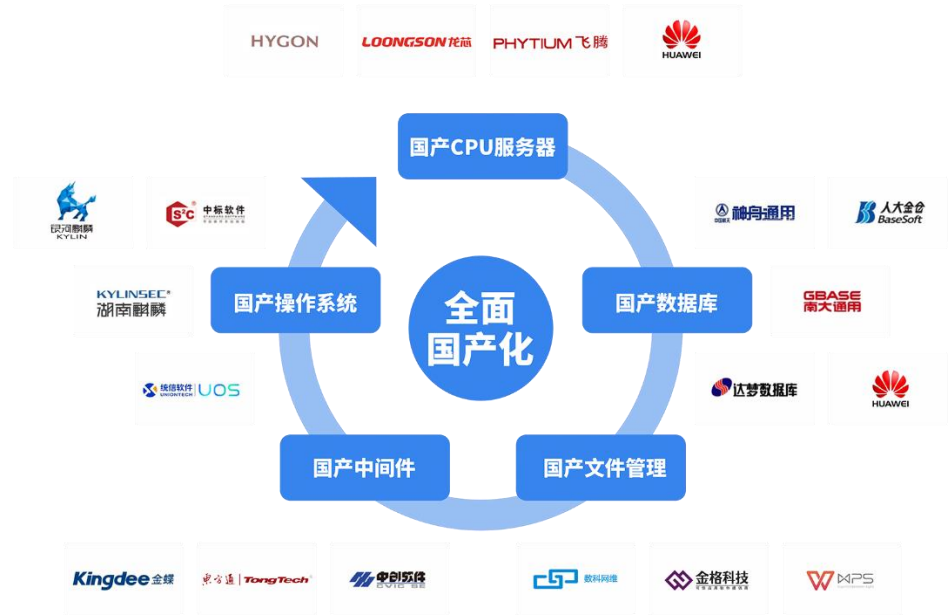 HYGON
LOONGSON龙芯
PHYTIUM飞腾
HUAWEI
国产CPU服务器
银河麒麟
KYLIN
S²C® 中标软件
神舟通用
人大金仓
BaseSoft
KYLINSEC®
湖南麒麟
国产操作系统
全面
国产化
国产数据库
GBASE
南大通用
统信软件
UNIONTECH
UOS
达梦数据库
HUAWEI
国产中间件
国产文件管理
Kingdee金蝶
东方通 TongTech®
中创软件
CVIC SE
数科网维
金格科技
WPS